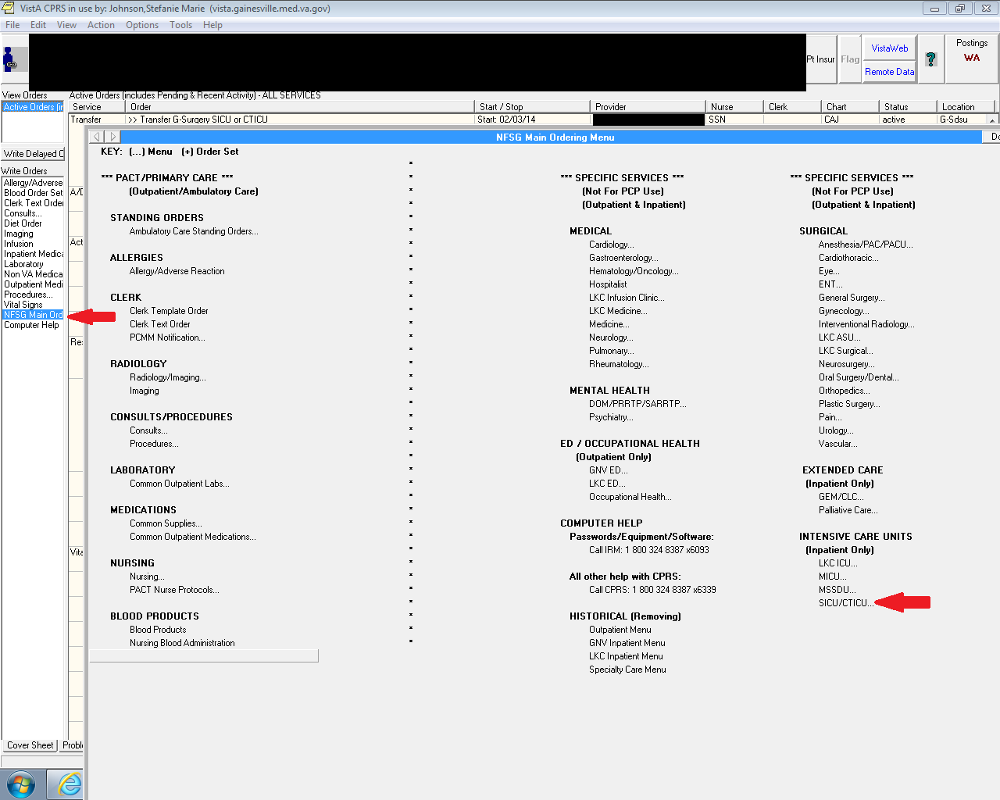 VistA CPRS in use by: Johnson,Stefanie Marie (vista.gainesville.med.va.gov)
File Edit View Action Options Tools Help
Pt Insur
Flag
VistaWeb
Remote Data
?
Postings
WA
View Orders
Active Orders (in
Active Orders (includes Pending & Recent Activity) - ALL SERVICES
Service Order Start / Stop Provider Nurse Clerk Chart Status Location
Transfer >> Transfer G-Surgery SICU or CTICU Start: 02/03/14 SSN CAJ active G-Sdsu
Write Delayed O
Write Orders
Allergy/Adverse
Blood Order Set
Clerk Text Order
Consults...
Diet Order
Imaging
Infusion
Inpatient Medica
Laboratory
Non VA Medica
Outpatient Medi
Procedures...
Vital Signs
NFSG Main Ord
Computer Help
A/D
Act
Re
Vita
NFSG Main Ordering Menu
Do
KEY: (...) Menu (+) Order Set
*** PACT/PRIMARY CARE ***
(Outpatient/Ambulatory Care)
STANDING ORDERS
Ambulatory Care Standing Orders...
ALLERGIES
Allergy/Adverse Reaction
CLERK
Clerk Template Order
Clerk Text Order
PCMM Notification...
RADIOLOGY
Radiology/Imaging...
Imaging
CONSULTS/PROCEDURES
Consults...
Procedures...
LABORATORY
Common Outpatient Labs...
MEDICATIONS
Common Supplies...
Common Outpatient Medications...
NURSING
Nursing...
PACT Nurse Protocols...
BLOOD PRODUCTS
Blood Products
Nursing Blood Administration
*** SPECIFIC SERVICES ***
(Not For PCP Use)
(Outpatient & Inpatient)
MEDICAL
Cardiology...
Gastroenterology...
Hematology/Oncology...
Hospitalist
LKC Infusion Clinic...
LKC Medicine...
Medicine...
Neurology...
Pulmonary...
Rheumatology...
MENTAL HEALTH
DOM/PRRTP/SARRTP...
Psychiatry...
ED / OCCUPATIONAL HEALTH
(Outpatient Only)
GNV ED...
LKC ED...
Occupational Health...
COMPUTER HELP
Passwords/Equipment/Software:
Call IRM: 1 800 324 8387 x6093
All other help with CPRS:
Call CPRS: 1 800 324 8387 x6339
HISTORICAL (Removing)
Outpatient Menu
GNV Inpatient Menu
LKC Inpatient Menu
Specialty Care Menu
*** SPECIFIC SERVICES ***
(Not For PCP Use)
(Outpatient & Inpatient)
SURGICAL
Anesthesia/PAC/PACU...
Cardiothoracic...
Eye...
ENT...
General Surgery...
Gynecology...
Interventional Radiology...
LKC ASU...
LKC Surgical...
Neurosurgery...
Oral Surgery/Dental...
Orthopedics...
Plastic Surgery...
Pain...
Urology...
Vascular...
EXTENDED CARE
(Inpatient Only)
GEM/CLC...
Palliative Care...
INTENSIVE CARE UNITS
(Inpatient Only)
LKC ICU...
MICU...
MSSDU...
SICU/CTICU...
Cover Sheet Proble